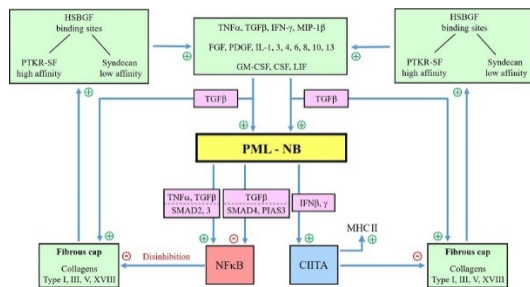 HSBGF
binding sites
PTKR-SF
high affinity
Syndecan
low affinity
TNFα, TGFβ, IFN-γ, MIP-1β
FGF, PDGF, IL-1, 3, 4, 6, 8, 10, 13
GM-CSF, CSF, LIF
HSBGF
binding sites
PTKR-SF
high affinity
Syndecan
low affinity
TGFβ
TGFβ
PML - NB
TNFα, TGFβ
SMAD2, 3
TGFβ
SMAD4, PIAS3
IFNβ, γ
MHC II
Fibrous cap
Collagens
Type I, III, V, XVIII
Disinhibition
NFκB
CIITA
Fibrous cap
Collagens
Type I, III, V, XVIII